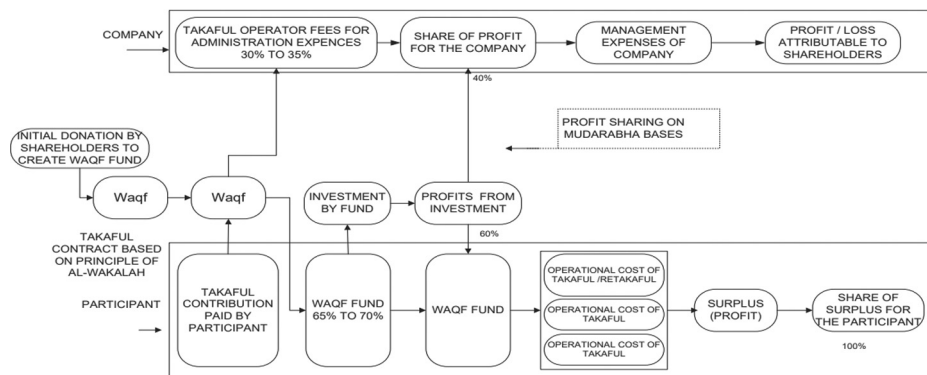 COMPANY
TAKAFUL OPERATOR FEES FOR
ADMINISTRATION EXPENCES
30% TO 35%
SHARE OF PROFIT
FOR THE COMPANY
MANAGEMENT
EXPENSES OF
COMPANY
PROFIT / LOSS
ATTRIBUTABLE TO
SHAREHOLDERS
40%
PROFIT SHARING ON
MUDARABHA BASES
INITIAL DONATION BY
SHAREHOLDERS TO
CREATE WAQF FUND
Waqf
Waqf
INVESTMENT
BY FUND
PROFITS FROM
INVESTMENT
60%
TAKAFUL
CONTRACT BASED
ON PRINCIPLE OF
AL-WAKALAH
PARTICIPANT
TAKAFUL
CONTRIBUTION
PAID BY
PARTICIPANT
WAQF FUND
65% TO 70%
WAQF FUND
OPERATIONAL COST OF
TAKAFUL /RETAKAFUL
OPERATIONAL COST OF
TAKAFUL
OPERATIONAL COST OF
TAKAFUL
SURPLUS
(PROFIT)
SHARE OF
SURPLUS FOR
THE PARTICIPANT
100%